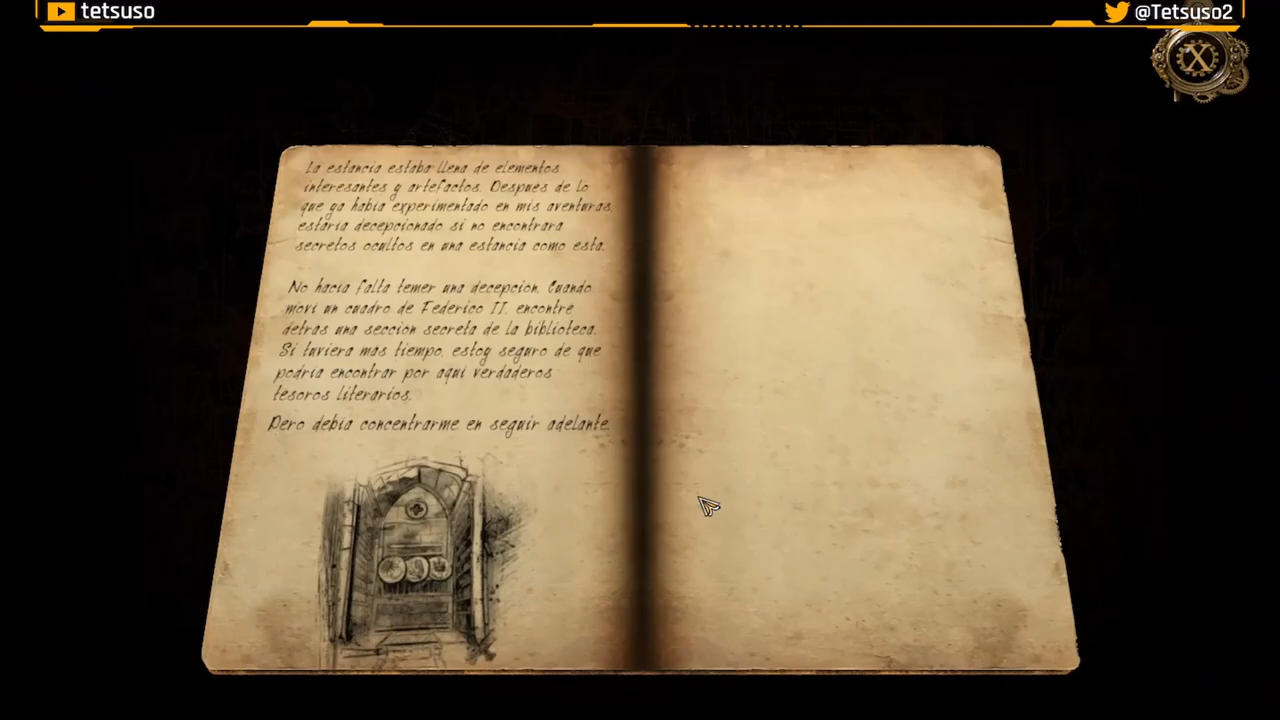 tetsuso
@Tetsuso2
X
La estancia estaba llena de elementos
interesantes y artefactos. Despues de lo
que ya habia experimentado en mis aventuras,
estaria decepcionado si no encontrara
secretos ocultos en una estancia como esta.
No hacia falta temer una decepcion. Cuando
movi un cuadro de Federico II, encontre
detras una seccion secreta de la biblioteca.
Si tuviera mas tiempo, estoy seguro de que
podria encontrar por aqui verdaderos
tesoros literarios.
Pero debia concentrarme en seguir adelante.